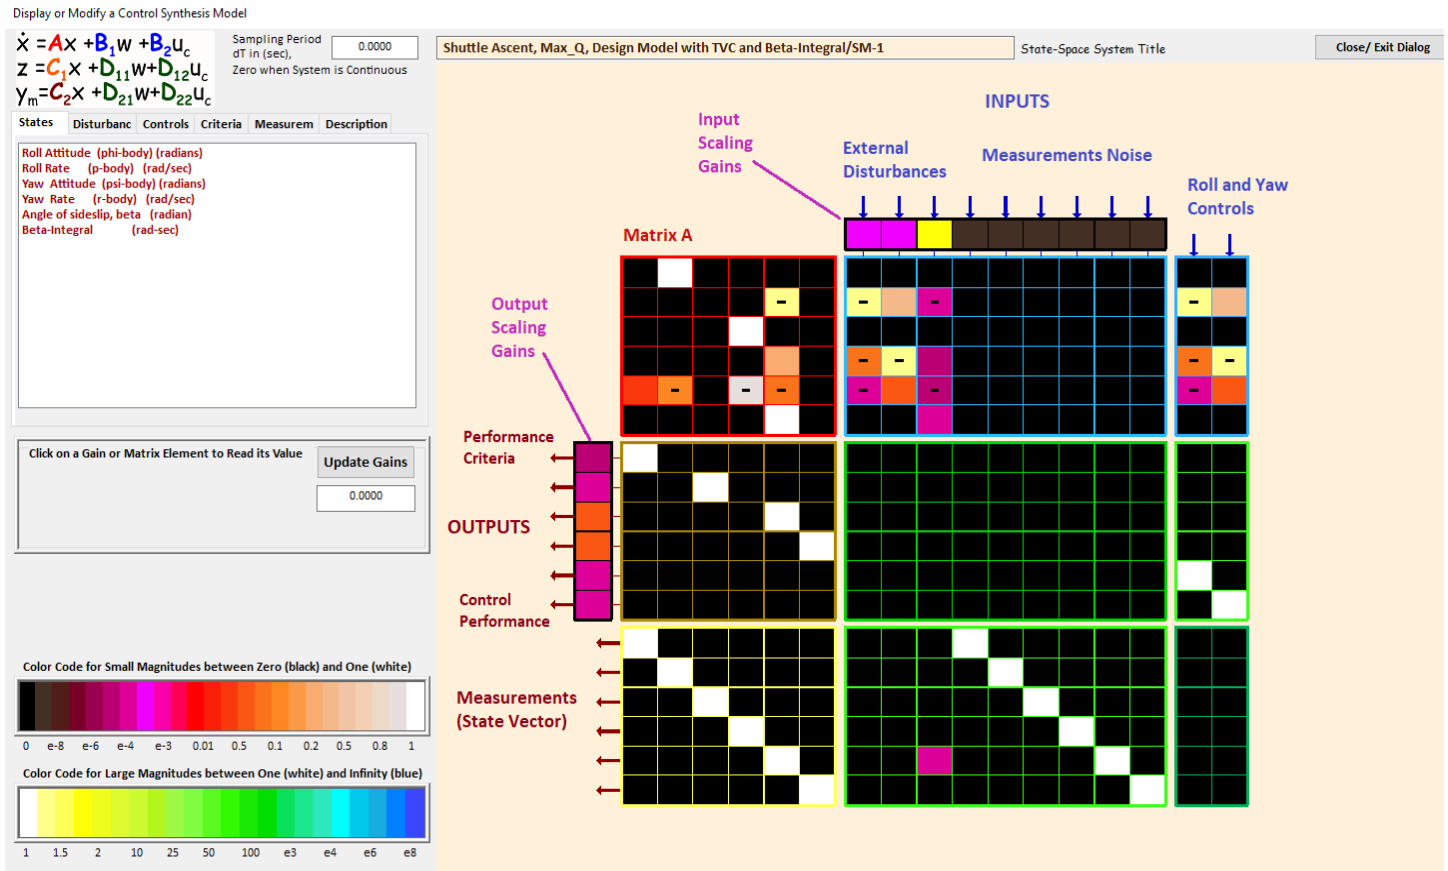 Display or Modify a Control Synthesis Model
ẋ =Ax +B₁w +B₂u꜀
z =C₁x +D₁₁w+D₁₂u꜀
yₘ=C₂x +D₂₁w+D₂₂u꜀
Sampling Period
dT in (sec),
Zero when System is Continuous
0.0000
Shuttle Ascent, Max_Q, Design Model with TVC and Beta-Integral/SM-1
State-Space System Title
Close/ Exit Dialog
States
Disturbanc
Controls
Criteria
Measurem
Description
Roll Attitude (phi-body) (radians)
Roll Rate (p-body) (rad/sec)
Yaw Attitude (psi-body) (radians)
Yaw Rate (r-body) (rad/sec)
Angle of sideslip, beta (radian)
Beta-Integral (rad-sec)
Click on a Gain or Matrix Element to Read its Value
Update Gains
0.0000
Color Code for Small Magnitudes between Zero (black) and One (white)
0 e-8 e-6 e-4 e-3 0.01 0.5 0.1 0.2 0.5 0.8 1
Color Code for Large Magnitudes between One (white) and Infinity (blue)
1 1.5 2 10 25 50 100 e3 e4 e6 e8
INPUTS
Input
Scaling
Gains
External
Disturbances
Measurements Noise
Roll and Yaw
Controls
Matrix A
Output
Scaling
Gains
- - -
- - -
- - - - - -
Performance
Criteria
OUTPUTS
Control
Performance
Measurements
(State Vector)